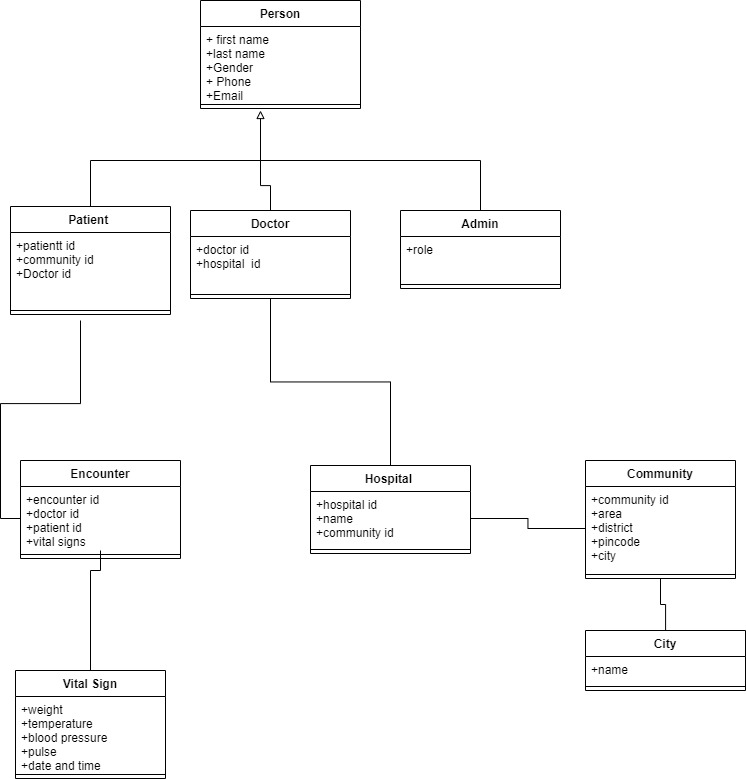 Person
+ first name
+last name
+Gender
+ Phone
+Email
Patient
+patientt id
+community id
+Doctor id
Doctor
+doctor id
+hospital  id
Admin
+role
Encounter
+encounter id
+doctor id
+patient id
+vital signs
Hospital
+hospital id
+name
+community id
Community
+community id
+area
+district
+pincode
+city
City
+name
Vital Sign
+weight
+temperature
+blood pressure
+pulse
+date and time